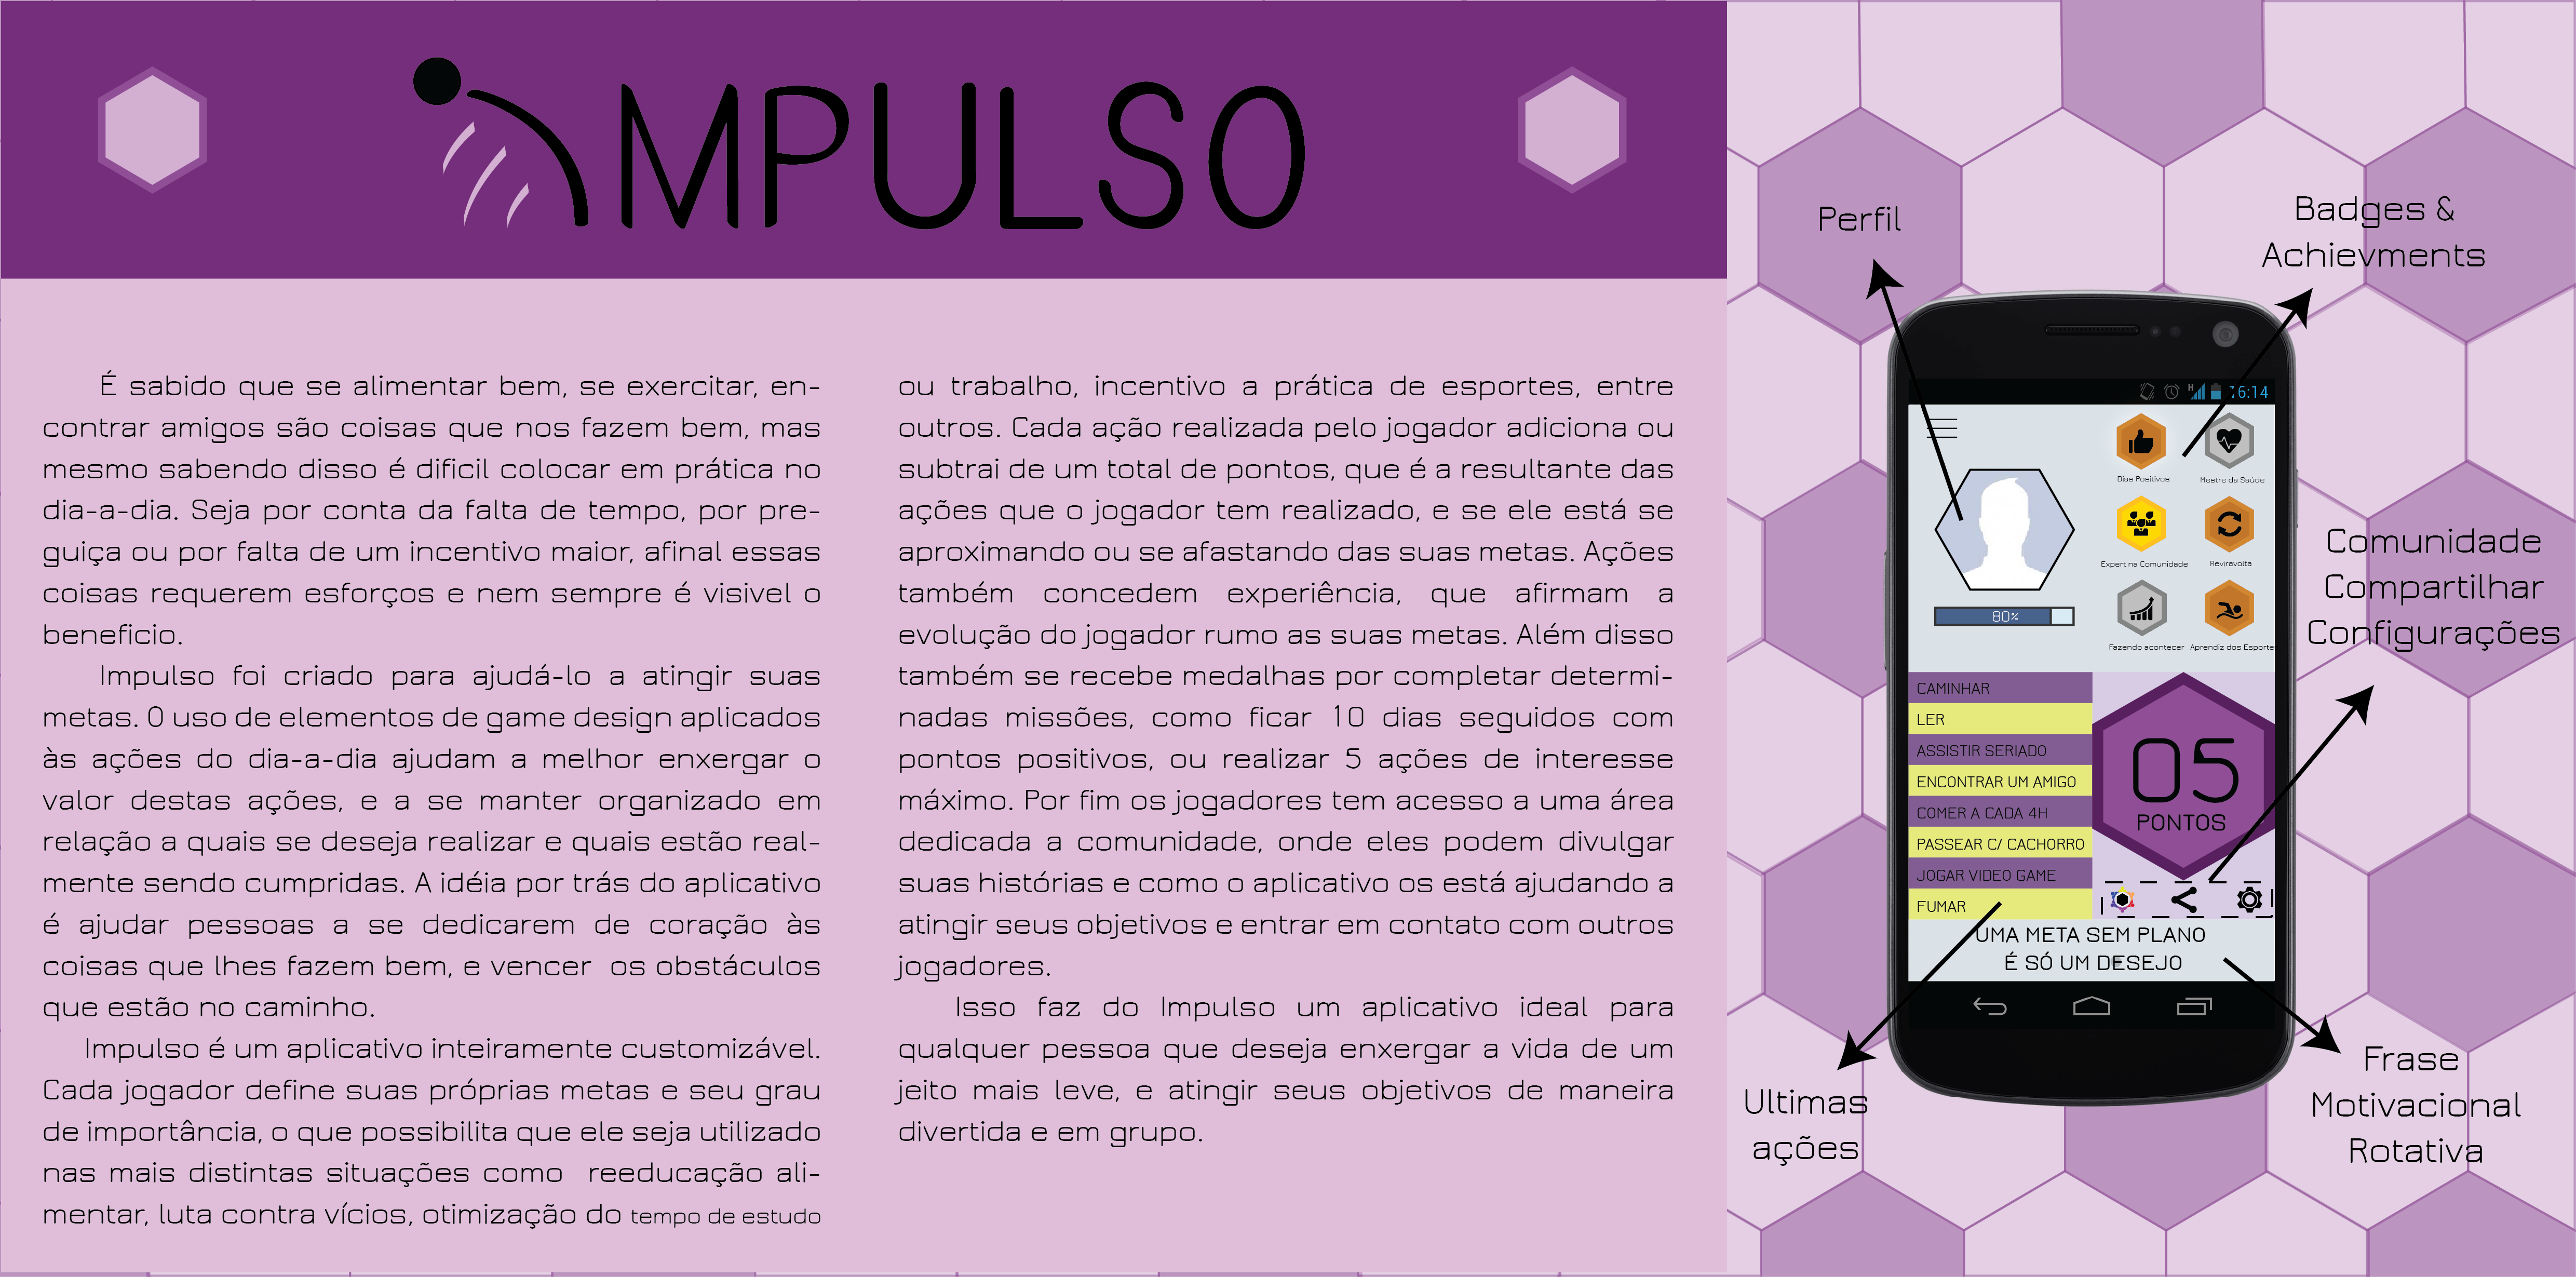 IMPULSO
É sabido que se alimentar bem, se exercitar, en-
contrar amigos são coisas que nos fazem bem, mas
mesmo sabendo disso é dificil colocar em prática no
dia-a-dia. Seja por conta da falta de tempo, por pre-
guiça ou por falta de um incentivo maior, afinal essas
coisas requerem esforços e nem sempre é visivel o
beneficio.
Impulso foi criado para ajudá-lo a atingir suas
metas. O uso de elementos de game design aplicados
às ações do dia-a-dia ajudam a melhor enxergar o
valor destas ações, e a se manter organizado em
relação a quais se deseja realizar e quais estão real-
mente sendo cumpridas. A idéia por trás do aplicativo
é ajudar pessoas a se dedicarem de coração às
coisas que lhes fazem bem, e vencer os obstáculos
que estão no caminho.
Impulso é um aplicativo inteiramente customizável.
Cada jogador define suas próprias metas e seu grau
de importância, o que possibilita que ele seja utilizado
nas mais distintas situações como reeducação ali-
mentar, luta contra vícios, otimização do tempo de estudo
ou trabalho, incentivo a prática de esportes, entre
outros. Cada ação realizada pelo jogador adiciona ou
subtrai de um total de pontos, que é a resultante das
ações que o jogador tem realizado, e se ele está se
aproximando ou se afastando das suas metas. Ações
também concedem experiência, que afirmam a
evolução do jogador rumo as suas metas. Além disso
também se recebe medalhas por completar determi-
nadas missões, como ficar 10 dias seguidos com
pontos positivos, ou realizar 5 ações de interesse
máximo. Por fim os jogadores tem acesso a uma área
dedicada a comunidade, onde eles podem divulgar
suas histórias e como o aplicativo os está ajudando a
atingir seus objetivos e entrar em contato com outros
jogadores.
Isso faz do Impulso um aplicativo ideal para
qualquer pessoa que deseja enxergar a vida de um
jeito mais leve, e atingir seus objetivos de maneira
divertida e em grupo.
Perfil
Badges &
Achievments
H
16:14
Dias Positivos
Mestre da Saúde
Expert na Comunidade
Reviravolta
Fazendo acontecer
Aprendiz dos Esporte
80%
Comunidade
Compartilhar
Configurações
CAMINHAR
LER
ASSISTIR SERIADO
ENCONTRAR UM AMIGO
COMER A CADA 4H
PASSEAR C/ CACHORRO
JOGAR VIDEO GAME
FUMAR
05
PONTOS
UMA META SEM PLANO
É SÓ UM DESEJO
Ultimas
ações
Frase
Motivacional
Rotativa